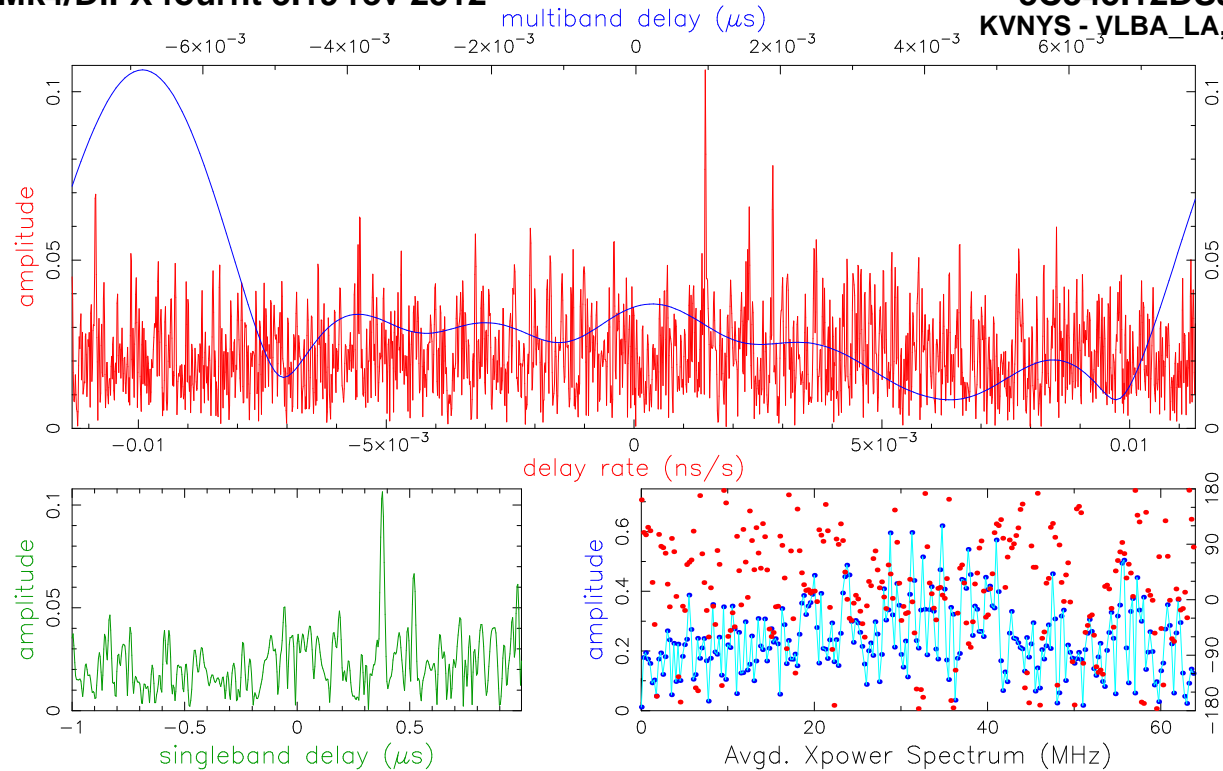 multiband delay (μs)
KVNYS - VLBA_LA,
−6×10⁻³ −4×10⁻³ −2×10⁻³ 0 2×10⁻³ 4×10⁻³ 6×10⁻³
amplitude
0 0.05 0.1
0 0.05 0.1
−0.01 −5×10⁻³ 0 5×10⁻³ 0.01
delay rate (ns/s)
amplitude
0 0.05 0.1
−1 −0.5 0 0.5
singleband delay (μs)
amplitude
0 0.2 0.4 0.6
−180 −90 0 90 180
0 20 40 60
Avgd. Xpower Spectrum (MHz)